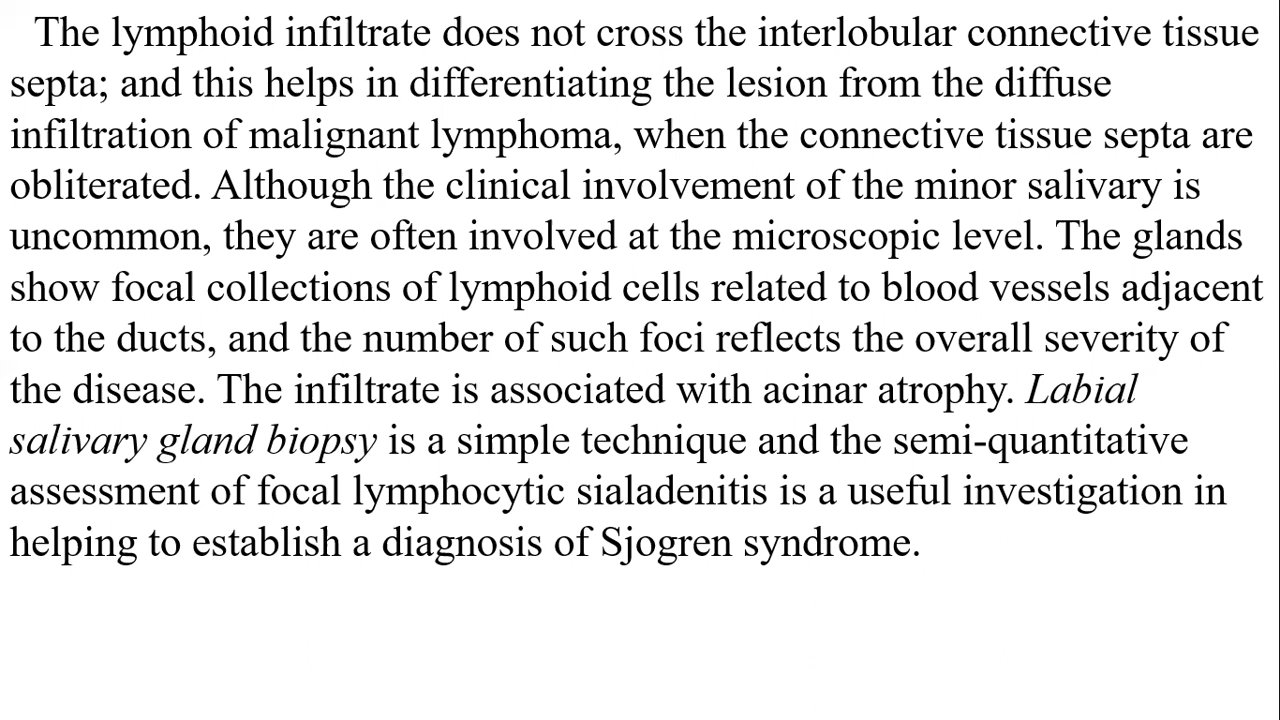 The lymphoid infiltrate does not cross the interlobular connective tissue
septa; and this helps in differentiating the lesion from the diffuse
infiltration of malignant lymphoma, when the connective tissue septa are
obliterated. Although the clinical involvement of the minor salivary is
uncommon, they are often involved at the microscopic level. The glands
show focal collections of lymphoid cells related to blood vessels adjacent
to the ducts, and the number of such foci reflects the overall severity of
the disease. The infiltrate is associated with acinar atrophy. Labial
salivary gland biopsy is a simple technique and the semi-quantitative
assessment of focal lymphocytic sialadenitis is a useful investigation in
helping to establish a diagnosis of Sjogren syndrome.